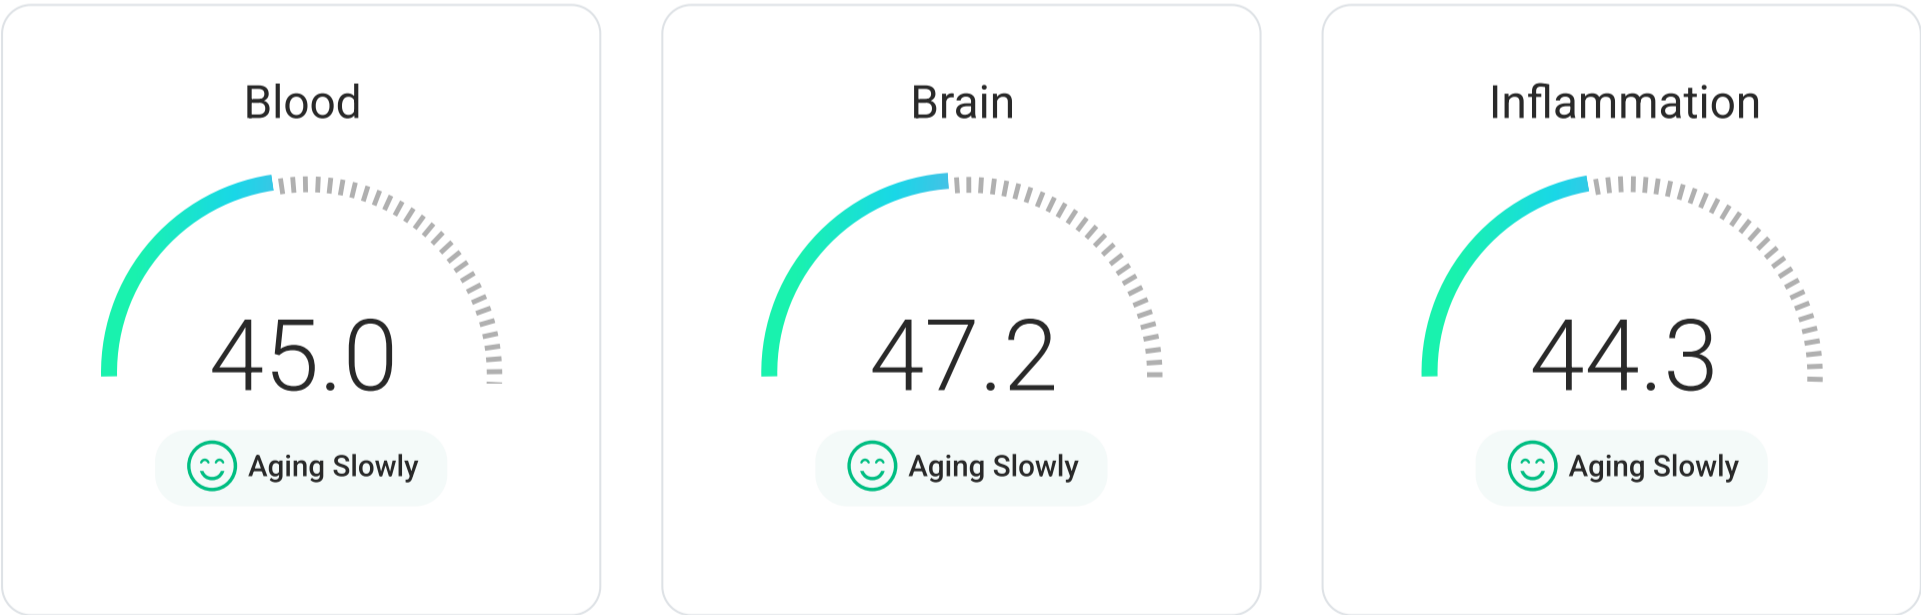 Blood
45.0
Aging Slowly
Brain
47.2
Aging Slowly
Inflammation
44.3
Aging Slowly